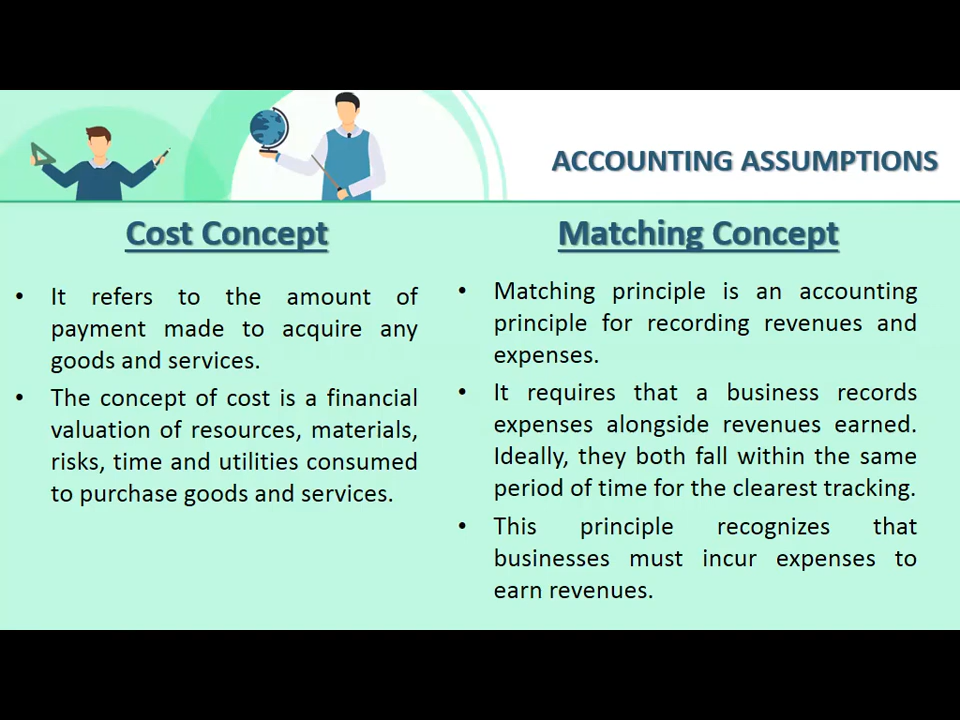 ACCOUNTING ASSUMPTIONS
Cost Concept
• It refers to the amount of
payment made to acquire any
goods and services.
• The concept of cost is a financial
valuation of resources, materials,
risks, time and utilities consumed
to purchase goods and services.
Matching Concept
• Matching principle is an accounting
principle for recording revenues and
expenses.
• It requires that a business records
expenses alongside revenues earned.
Ideally, they both fall within the same
period of time for the clearest tracking.
• This principle recognizes that
businesses must incur expenses to
earn revenues.